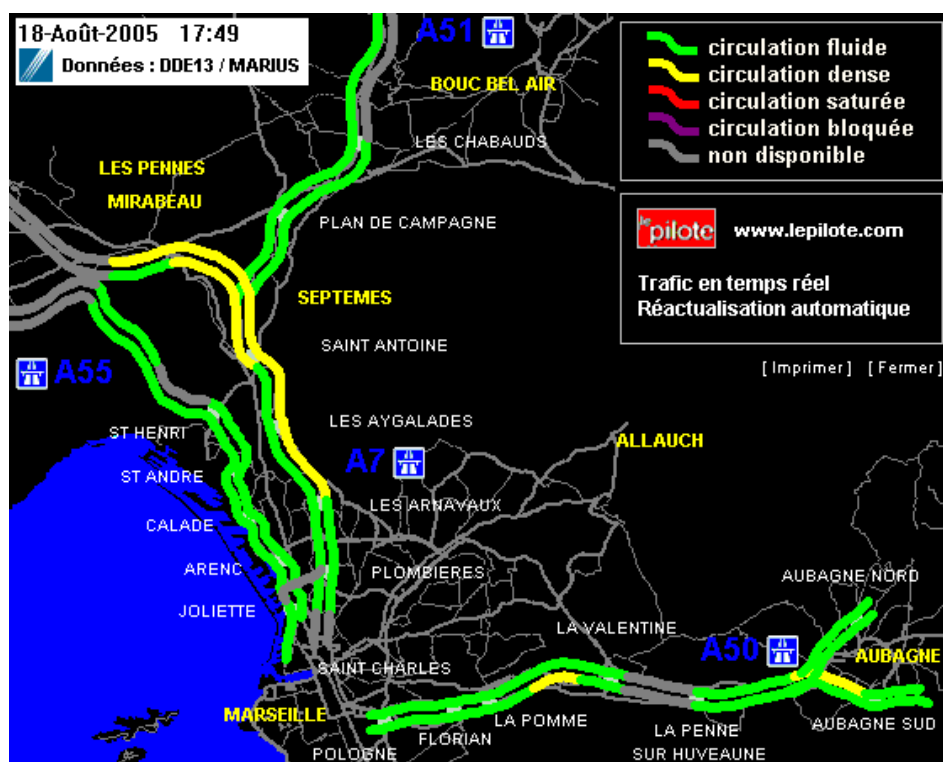 18-Août-2005 17:49
Données : DDE13 / MARIUS
A51
BOUC BEL AIR
LES CHABAUDS
LES PENNES
MIRABEAU
PLAN DE CAMPAGNE
SEPTEMES
SAINT ANTOINE
A55
LES AYGALADES
ST HENRI
ALLAUCH
A7
ST ANDRE
LES ARNAVAUX
CALADE
ARENC
PLOMBIERES
AUBAGNE NORD
JOLIETTE
LA VALENTINE
A50
AUBAGNE
SAINT CHARLES
MARSEILLE
LA POMME
AUBAGNE SUD
FLORIAN
LA PENNE
SUR HUVEAUNE
POLOGNE
circulation fluide
circulation dense
circulation saturée
circulation bloquée
non disponible
le pilote www.lepilote.com
Trafic en temps réel
Réactualisation automatique
[ Imprimer ] [ Fermer ]